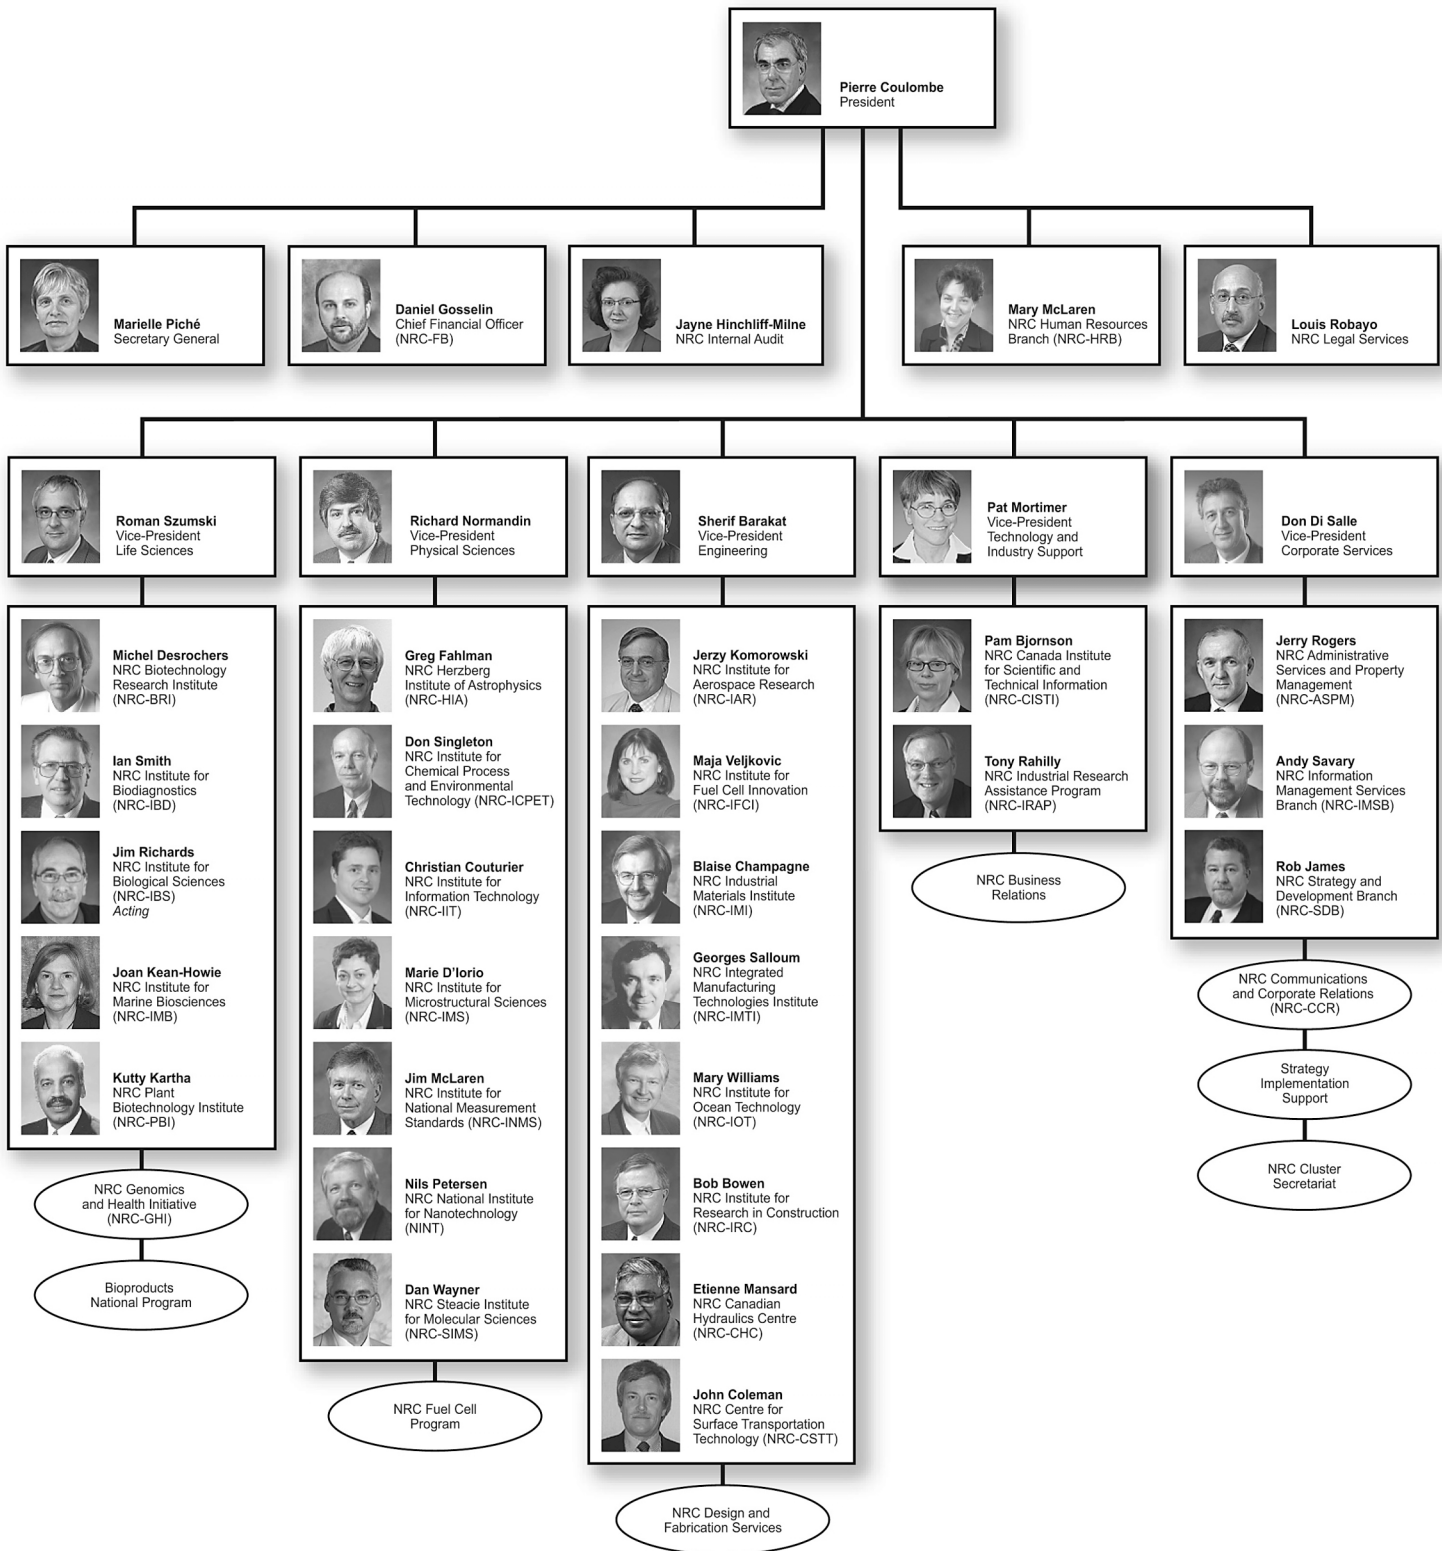 Pierre Coulombe
President
Marielle Piché
Secretary General
Daniel Gosselin
Chief Financial Officer
(NRC-FB)
Jayne Hinchliff-Milne
NRC Internal Audit
Mary McLaren
NRC Human Resources
Branch (NRC-HRB)
Louis Robayo
NRC Legal Services
Roman Szumski
Vice-President
Life Sciences
Richard Normandin
Vice-President
Physical Sciences
Sherif Barakat
Vice-President
Engineering
Pat Mortimer
Vice-President
Technology and
Industry Support
Don Di Salle
Vice-President
Corporate Services
Michel Desrochers
NRC Biotechnology
Research Institute
(NRC-BRI)
Ian Smith
NRC Institute for
Biodiagnostics
(NRC-IBD)
Jim Richards
NRC Institute for
Biological Sciences
(NRC-IBS)
Acting
Joan Kean-Howie
NRC Institute for
Marine Biosciences
(NRC-IMB)
Kutty Kartha
NRC Plant
Biotechnology Institute
(NRC-PBI)
NRC Genomics
and Health Initiative
(NRC-GHI)
Bioproducts
National Program
Greg Fahlman
NRC Herzberg
Institute of Astrophysics
(NRC-HIA)
Don Singleton
NRC Institute for
Chemical Process
and Environmental
Technology (NRC-ICPET)
Christian Couturier
NRC Institute for
Information Technology
(NRC-IIT)
Marie D'Iorio
NRC Institute for
Microstructural Sciences
(NRC-IMS)
Jim McLaren
NRC Institute for
National Measurement
Standards (NRC-INMS)
Nils Petersen
NRC National Institute
for Nanotechnology
(NINT)
Dan Wayner
NRC Steacie Institute
for Molecular Sciences
(NRC-SIMS)
NRC Fuel Cell
Program
Jerzy Komorowski
NRC Institute for
Aerospace Research
(NRC-IAR)
Maja Veljkovic
NRC Institute for
Fuel Cell Innovation
(NRC-IFCI)
Blaise Champagne
NRC Industrial
Materials Institute
(NRC-IMI)
Georges Salloum
NRC Integrated
Manufacturing
Technologies Institute
(NRC-IMTI)
Mary Williams
NRC Institute for
Ocean Technology
(NRC-IOT)
Bob Bowen
NRC Institute for
Research in Construction
(NRC-IRC)
Etienne Mansard
NRC Canadian
Hydraulics Centre
(NRC-CHC)
John Coleman
NRC Centre for
Surface Transportation
Technology (NRC-CSTT)
NRC Design and
Fabrication Services
Pam Bjornson
NRC Canada Institute
for Scientific and
Technical Information
(NRC-CISTI)
Tony Rahilly
NRC Industrial Research
Assistance Program
(NRC-IRAP)
NRC Business
Relations
Jerry Rogers
NRC Administrative
Services and Property
Management
(NRC-ASPM)
Andy Savary
NRC Information
Management Services
Branch (NRC-IMSB)
Rob James
NRC Strategy and
Development Branch
(NRC-SDB)
NRC Communications
and Corporate Relations
(NRC-CCR)
Strategy
Implementation
Support
NRC Cluster
Secretariat